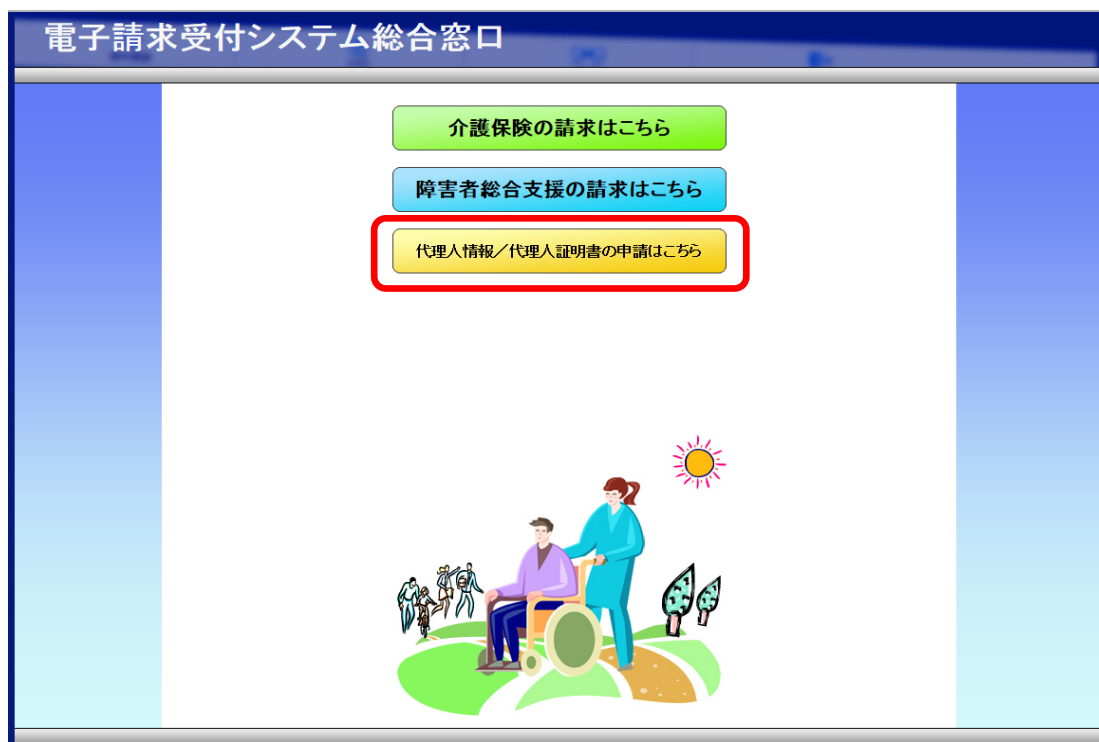 電子請求受付システム総合窓口
介護保険の請求はこちら
障害者総合支援の請求はこちら
代理人情報／代理人証明書の申請はこちら